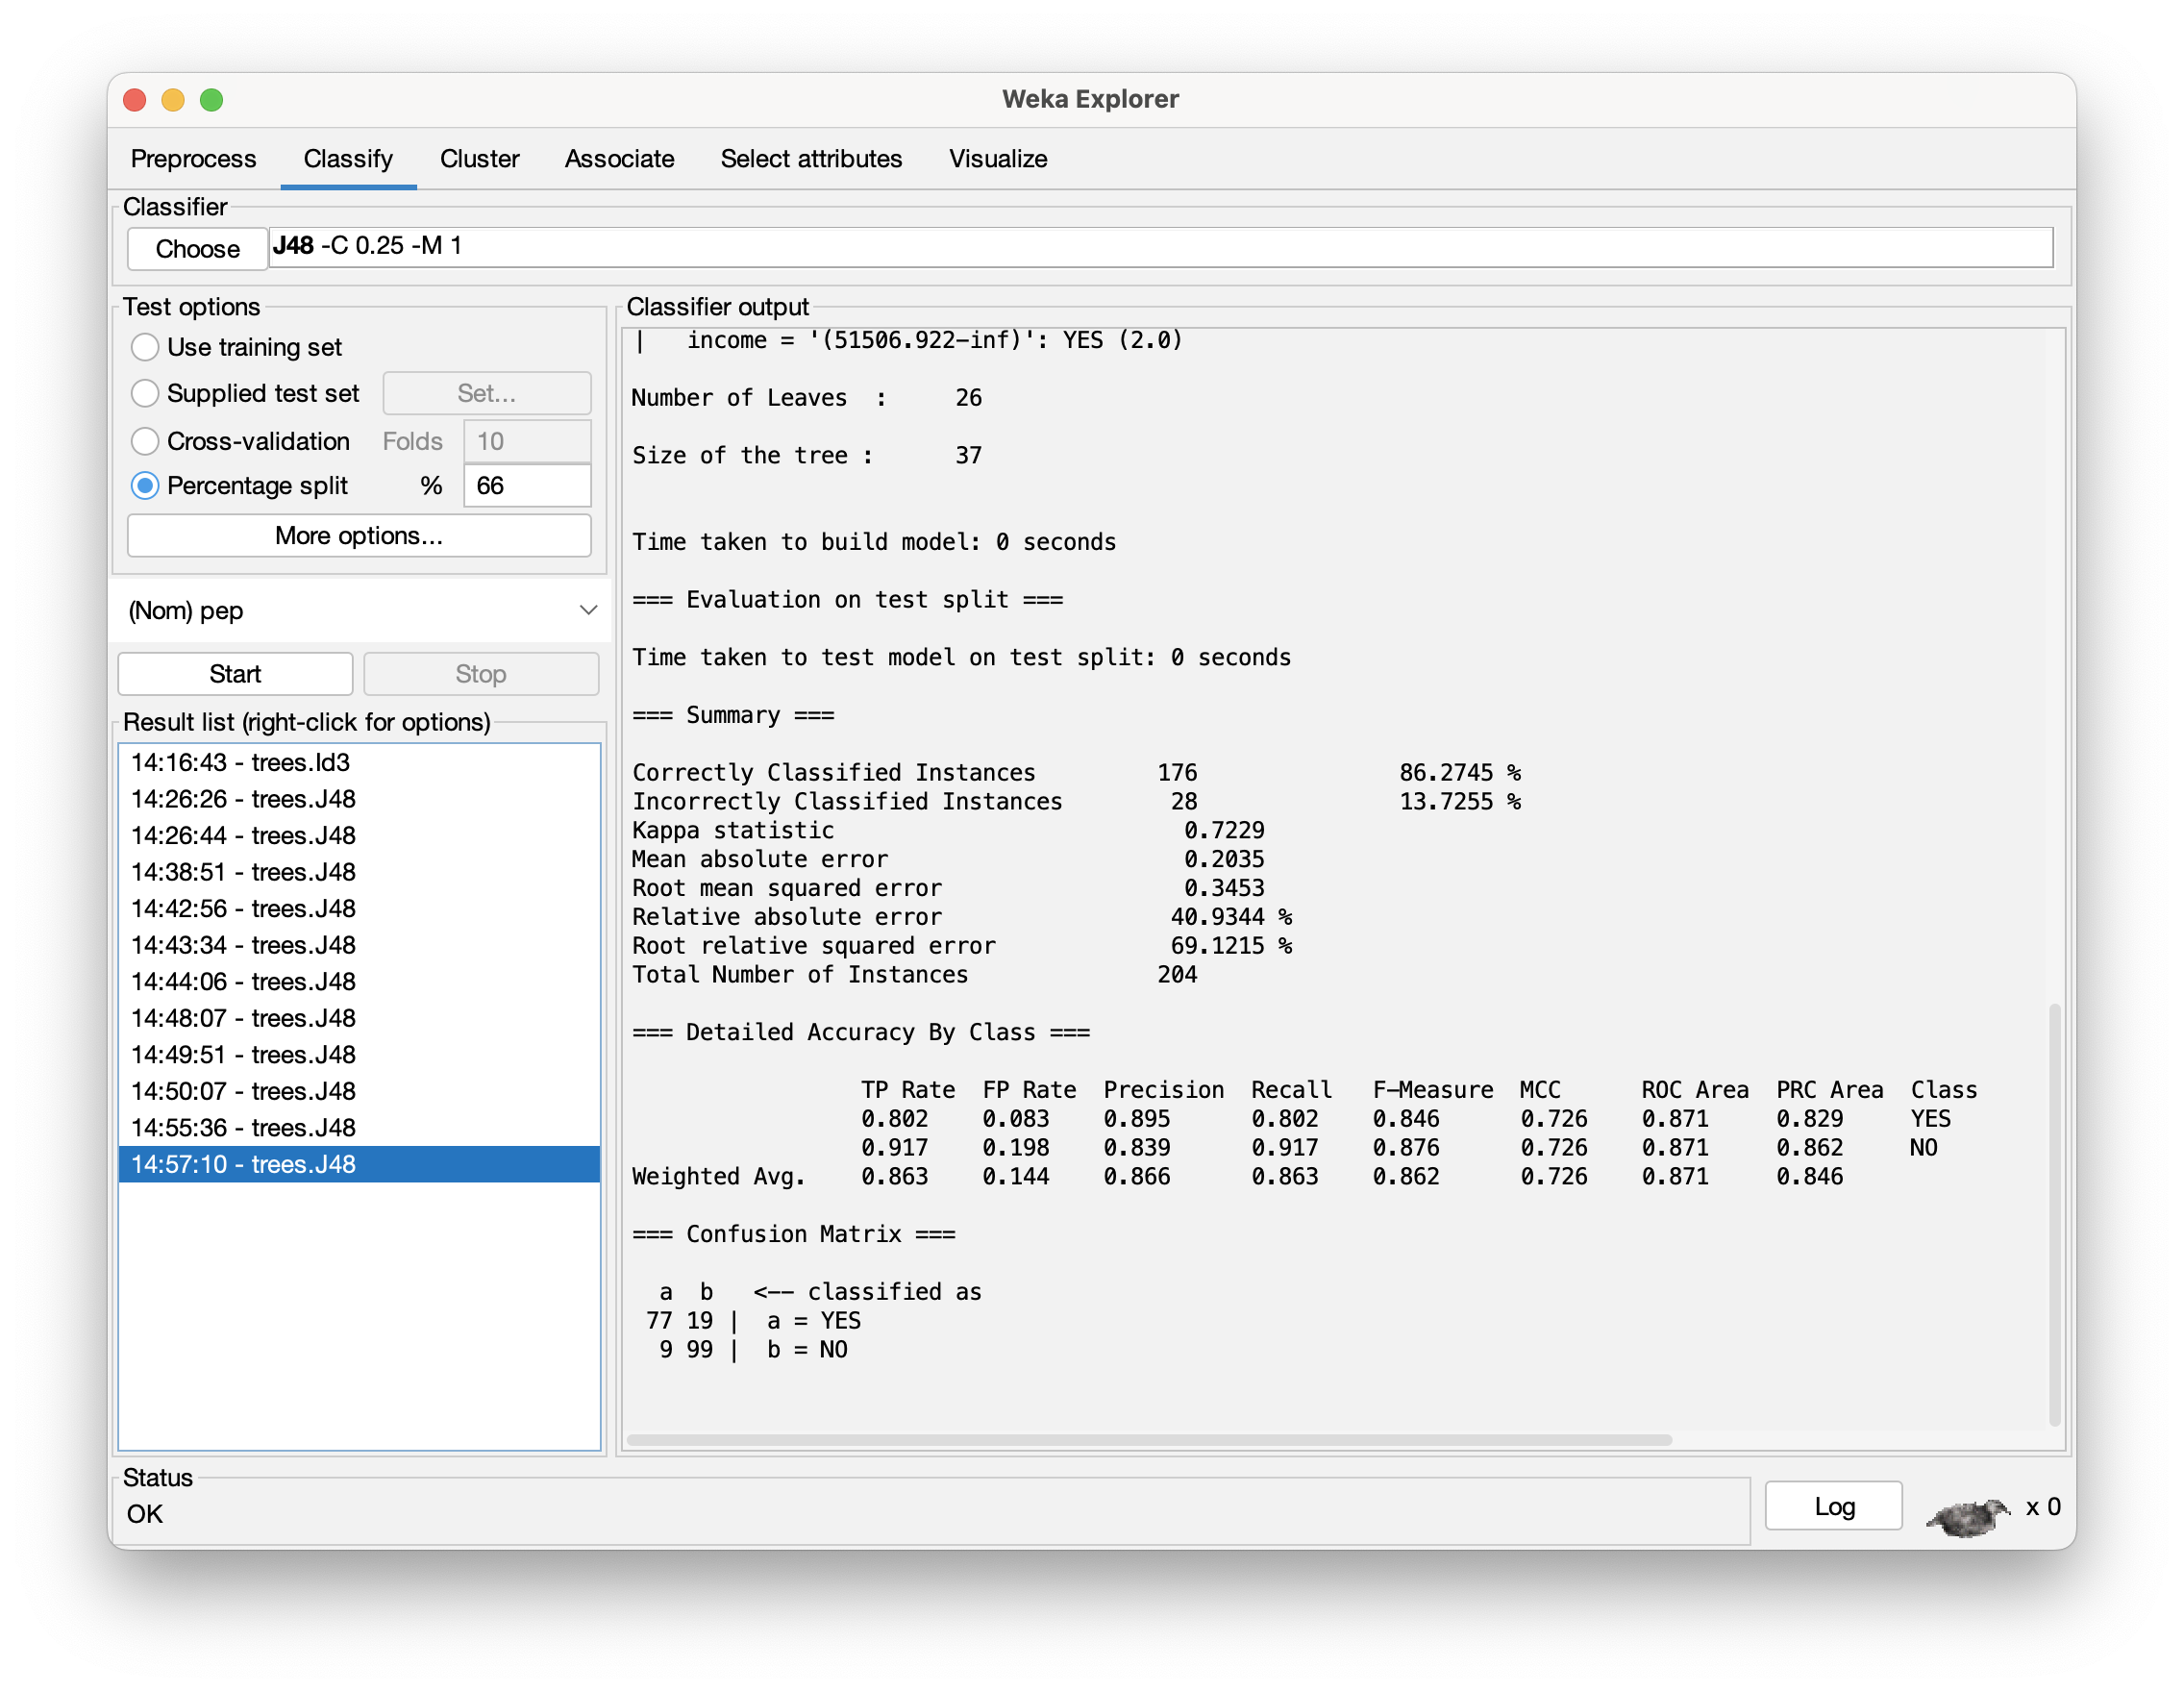 Weka Explorer
Preprocess Classify Cluster Associate Select attributes Visualize
Classifier
Choose J48 -C 0.25 -M 1
Test options
Use training set
Supplied test set Set...
Cross-validation Folds 10
Percentage split % 66
More options...
(Nom) pep
Start Stop
Result list (right-click for options)
14:16:43 - trees.Id3
14:26:26 - trees.J48
14:26:44 - trees.J48
14:38:51 - trees.J48
14:42:56 - trees.J48
14:43:34 - trees.J48
14:44:06 - trees.J48
14:48:07 - trees.J48
14:49:51 - trees.J48
14:50:07 - trees.J48
14:55:36 - trees.J48
14:57:10 - trees.J48
Classifier output
| income = '(51506.922-inf)': YES (2.0)
Number of Leaves : 26
Size of the tree : 37
Time taken to build model: 0 seconds
=== Evaluation on test split ===
Time taken to test model on test split: 0 seconds
=== Summary ===
Correctly Classified Instances 176 86.2745 %
Incorrectly Classified Instances 28 13.7255 %
Kappa statistic 0.7229
Mean absolute error 0.2035
Root mean squared error 0.3453
Relative absolute error 40.9344 %
Root relative squared error 69.1215 %
Total Number of Instances 204
=== Detailed Accuracy By Class ===
TP Rate FP Rate Precision Recall F-Measure MCC ROC Area PRC Area Class
0.802 0.083 0.895 0.802 0.846 0.726 0.871 0.829 YES
0.917 0.198 0.839 0.917 0.876 0.726 0.871 0.862 NO
Weighted Avg. 0.863 0.144 0.866 0.863 0.862 0.726 0.871 0.846
=== Confusion Matrix ===
a b <-- classified as
77 19 | a = YES
9 99 | b = NO
Status
OK
Log x 0